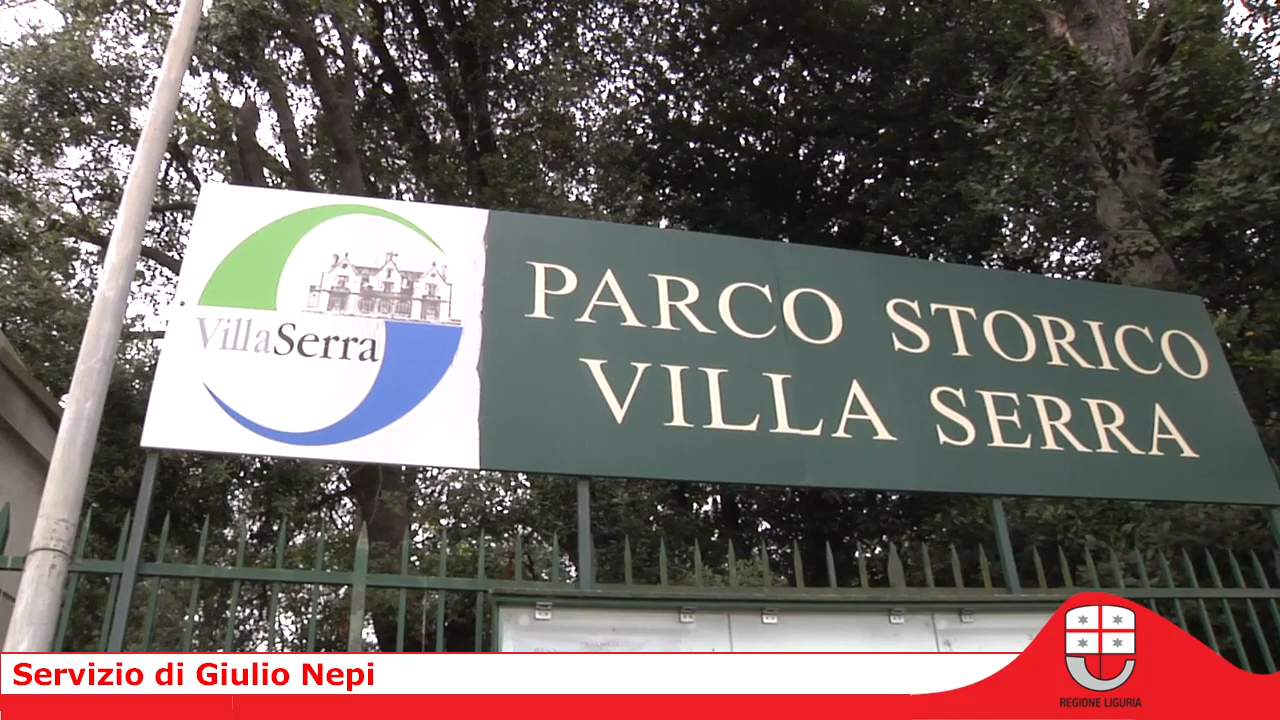 PARCO STORICO
VILLA SERRA
VillaSerra
Servizio di Giulio Nepi
REGIONE LIGURIA